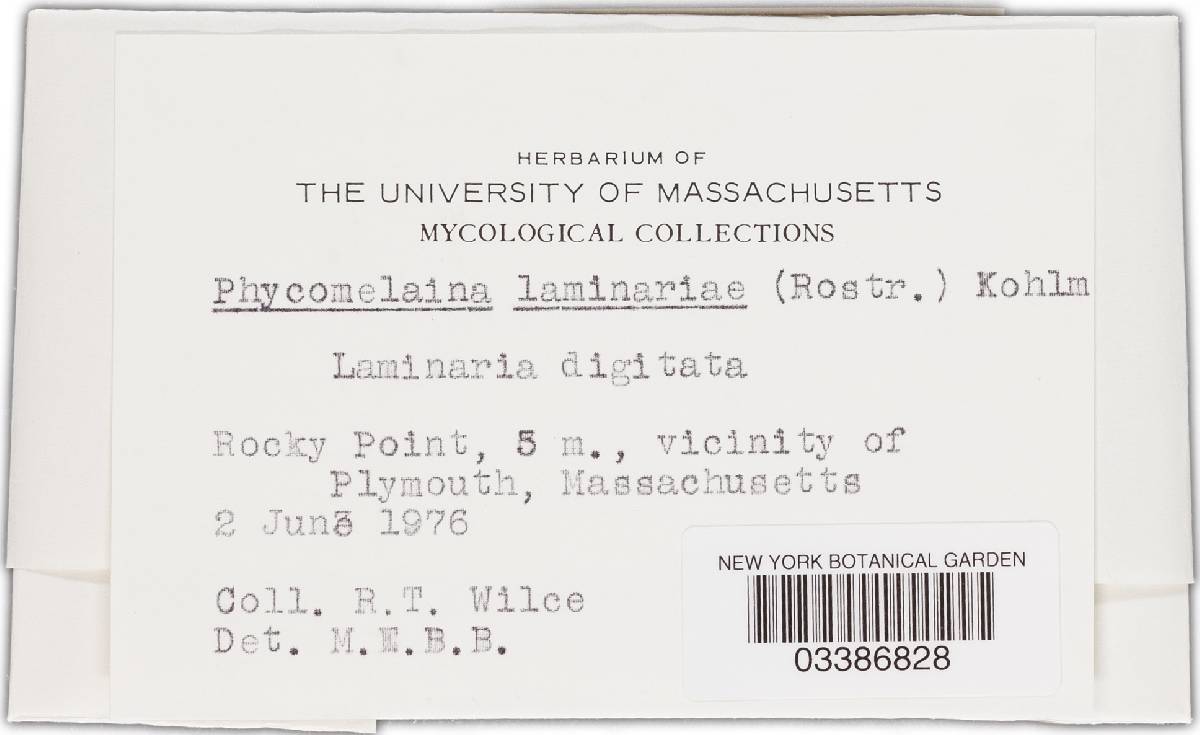 HERBARIUM OF
THE UNIVERSITY OF MASSACHUSETTS
MYCOLOGICAL COLLECTIONS
Phycomelaina laminariae (Rostr.) Kohlm
Laminaria digitata
Rocky Point, 5 m., vicinity of
Plymouth, Massachusetts
2 June 1976
Coll. R.T. Wilce
Det. M.E.B.B.
NEW YORK BOTANICAL GARDEN
03386828